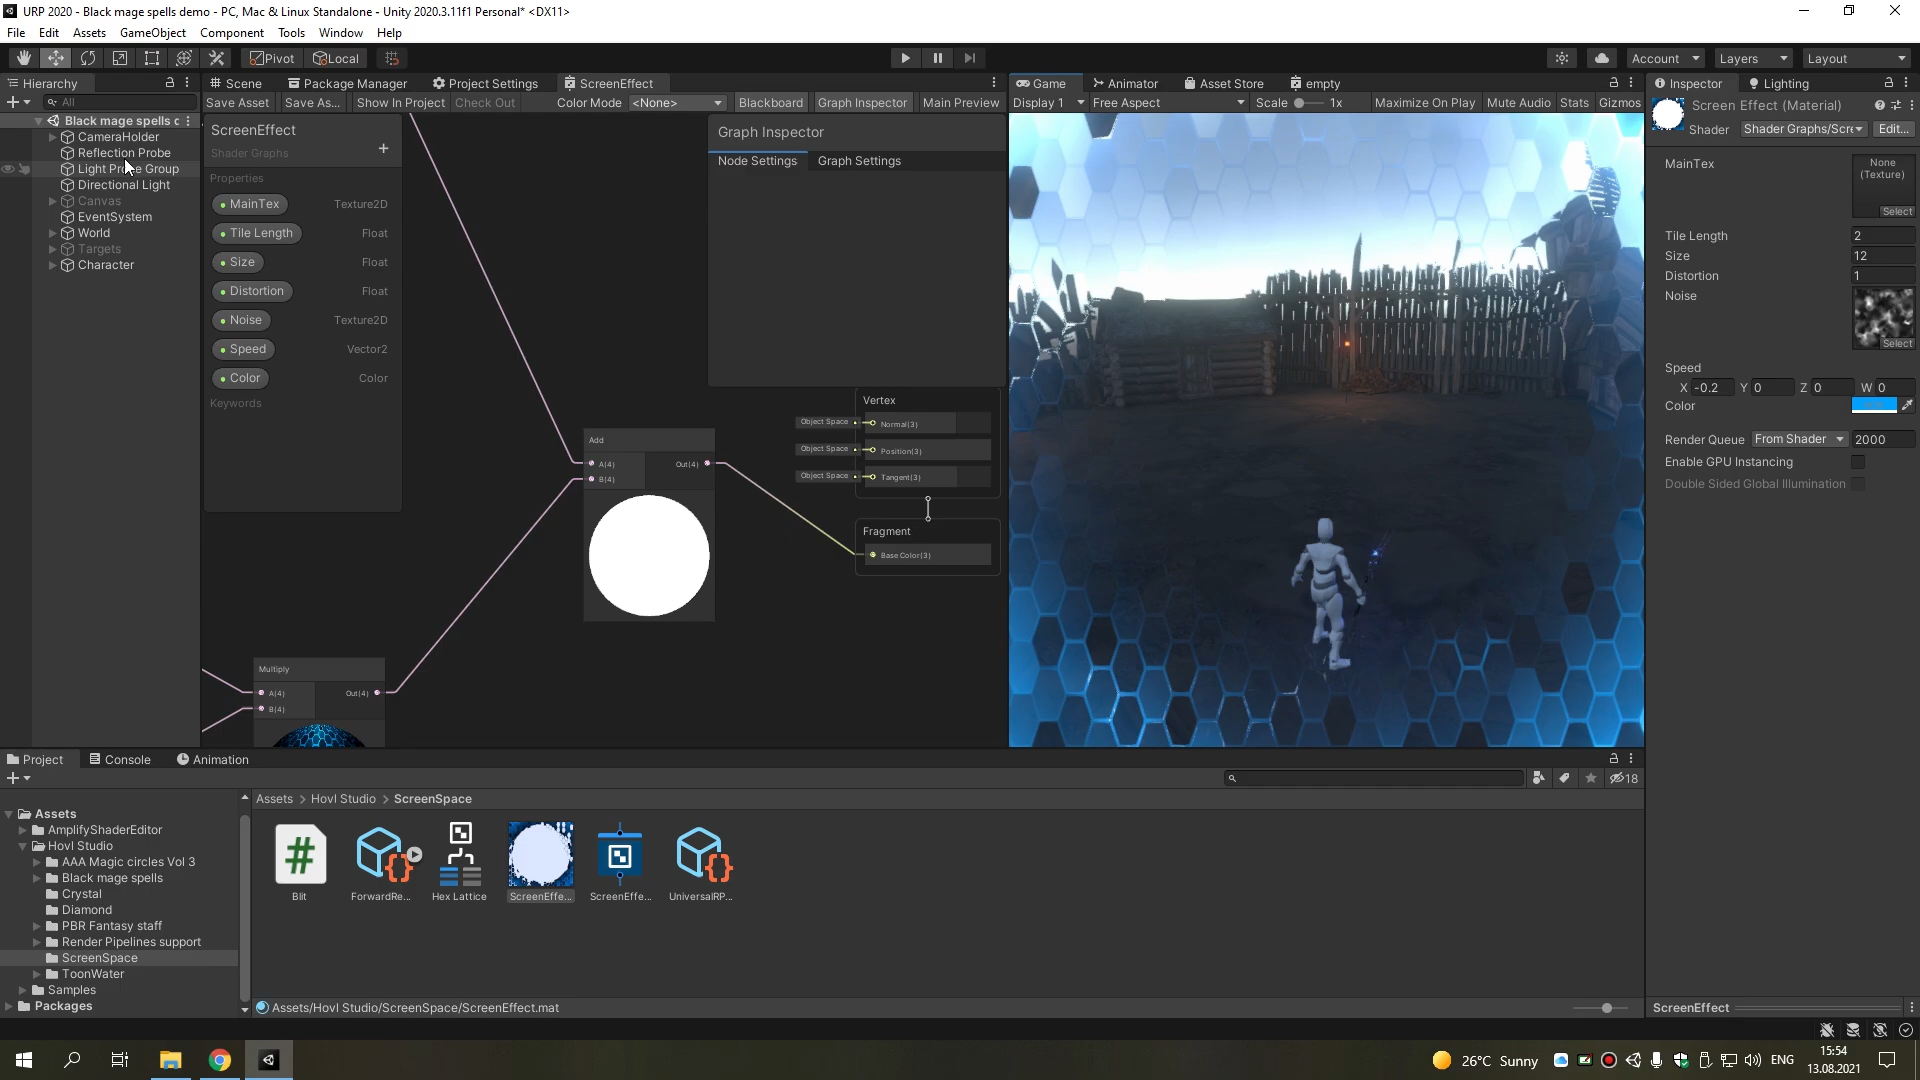 URP 2020 - Black mage spells demo - PC, Mac & Linux Standalone - Unity 2020.3.11f1 Personal* <DX11>
File Edit Assets GameObject Component Tools Window Help
Pivot Local Account Layers Layout
Hierarchy
All
Black mage spells c
CameraHolder
Reflection Probe
Light Probe Group
Directional Light
Canvas
EventSystem
World
Targets
Character
Scene Package Manager Project Settings ScreenEffect
Save Asset Save As... Show In Project Check Out Color Mode <None> Blackboard Graph Inspector Main Preview
ScreenEffect
Shader Graphs
Properties
MainTex Texture2D
Tile Length Float
Size Float
Distortion Float
Noise Texture2D
Speed Vector2
Color Color
Keywords
Graph Inspector
Node Settings Graph Settings
Add
A(4) Out(4)
B(4)
Multiply
A(4) Out(4)
B(4)
Vertex
Object Space Normal(3)
Object Space Position(3)
Object Space Tangent(3)
Fragment
Base Color(3)
Game Animator Asset Store empty
Display 1 Free Aspect Scale 1x Maximize On Play Mute Audio Stats Gizmos
Inspector Lighting
Screen Effect (Material)
Shader Shader Graphs/Scre Edit...
MainTex None
(Texture)
Select
Tile Length 2
Size 12
Distortion 1
Noise
Select
Speed
X -0.2 Y 0 Z 0 W 0
Color
Render Queue From Shader 2000
Enable GPU Instancing
Double Sided Global Illumination
Project Console Animation
18
Assets
AmplifyShaderEditor
Hovl Studio
AAA Magic circles Vol 3
Black mage spells
Crystal
Diamond
PBR Fantasy staff
Render Pipelines support
ScreenSpace
ToonWater
Samples
Packages
Assets > Hovl Studio > ScreenSpace
Blit ForwardRe... Hex Lattice ScreenEffe... ScreenEffe... UniversalRP...
Assets/Hovl Studio/ScreenSpace/ScreenEffect.mat
ScreenEffect
26°C Sunny ENG
15:54
13.08.2021